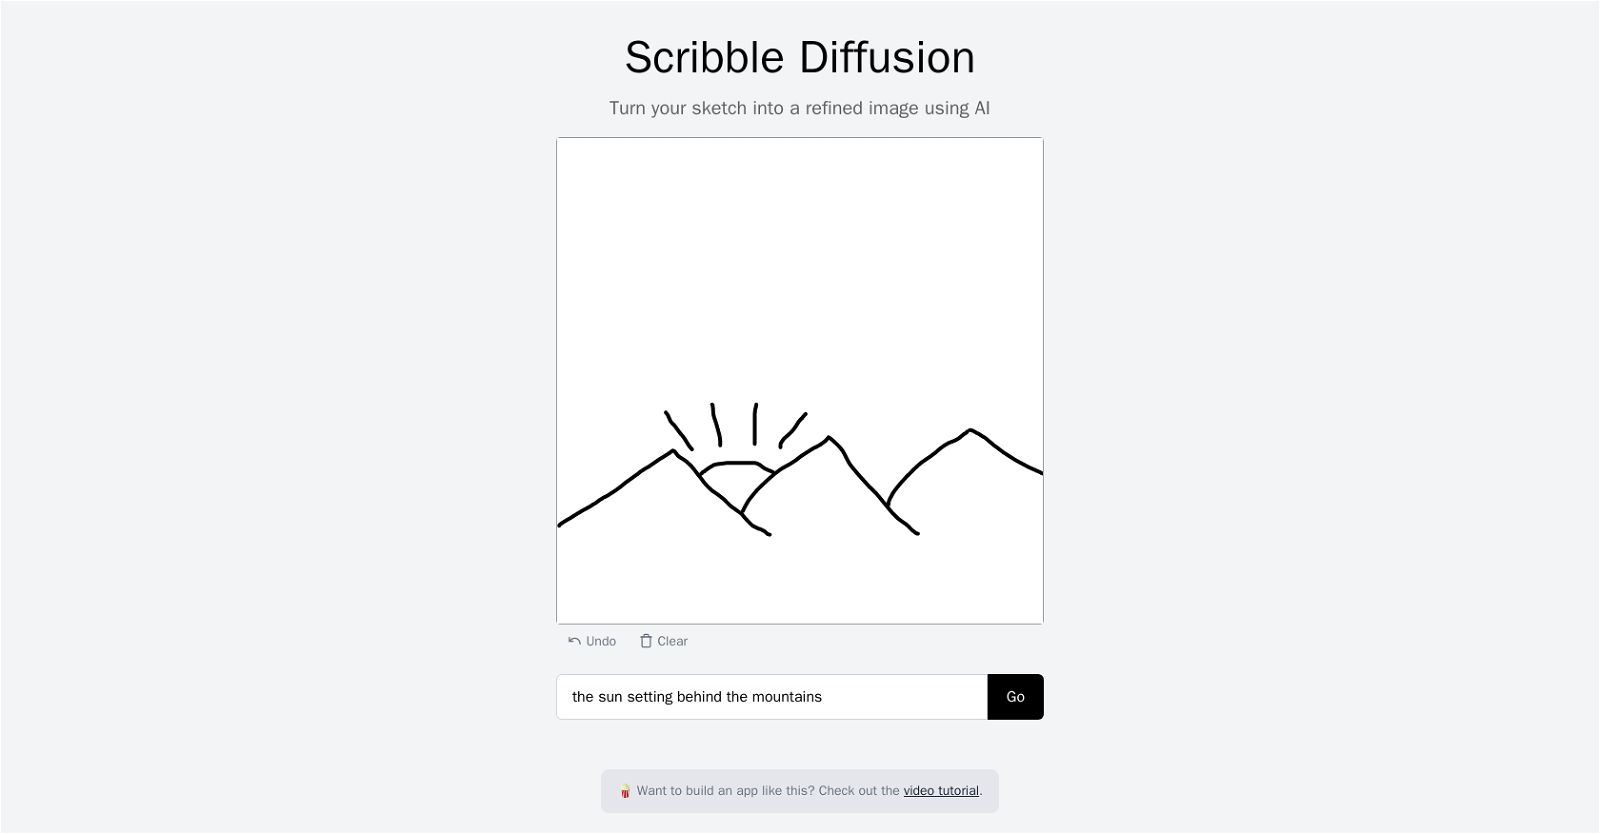 Scribble Diffusion
Turn your sketch into a refined image using AI
Undo Clear
the sun setting behind the mountains Go
🍿 Want to build an app like this? Check out the video tutorial.